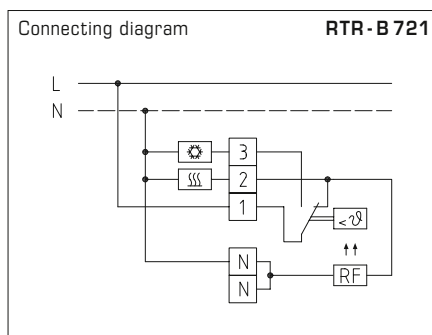 Connecting diagram RTR-B 721
L
N
3
2
1
< ϑ
N
RF
N